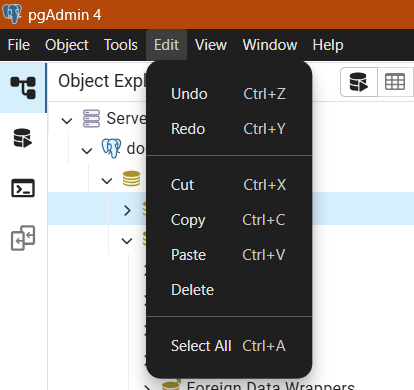 pgAdmin 4
File Object Tools Edit View Window Help
Object Expl
Serve
do
Undo Ctrl+Z
Redo Ctrl+Y
Cut Ctrl+X
Copy Ctrl+C
Paste Ctrl+V
Delete
Select All Ctrl+A
Foreign Data Wrappers